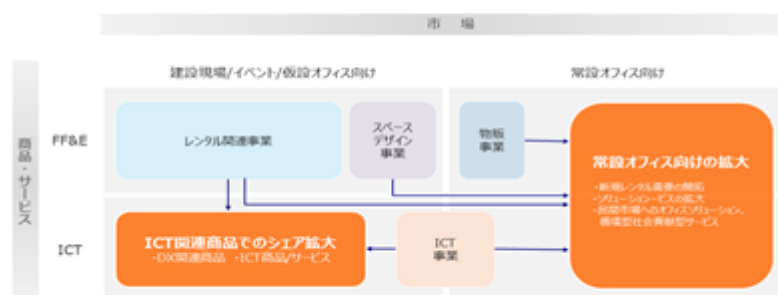 市 場
建設現場/イベント/仮設オフィス向け
常設オフィス向け
商品・サービス
FF&E
レンタル関連事業
スペース
デザイン
事業
物販
事業
常設オフィス向けの拡大
・新規レンタル需要の開拓
・ソリューションビスの拡大
・民間市場へのオフィスソリューション、
循環型社会貢献型サービス
ICT
ICT関連商品でのシェア拡大
・DX関連商品 ・ICT商品/サービス
ICT
事業